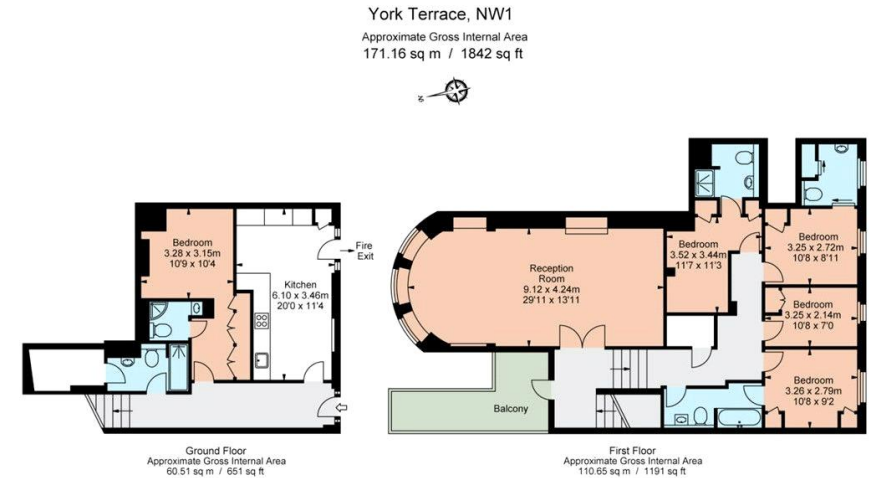 York Terrace, NW1
Approximate Gross Internal Area
171.16 sq m / 1842 sq ft
N
Bedroom
3.28 x 3.15m
10'9 x 10'4
Kitchen
6.10 x 3.46m
20'0 x 11'4
Fire
Exit
Ground Floor
Approximate Gross Internal Area
60.51 sq m / 651 sq ft
Reception
Room
9.12 x 4.24m
29'11 x 13'11
Bedroom
3.52 x 3.44m
11'7 x 11'3
Bedroom
3.25 x 2.72m
10'8 x 8'11
Bedroom
3.25 x 2.14m
10'8 x 7'0
Bedroom
3.26 x 2.79m
10'8 x 9'2
Balcony
First Floor
Approximate Gross Internal Area
110.65 sq m / 1191 sq ft